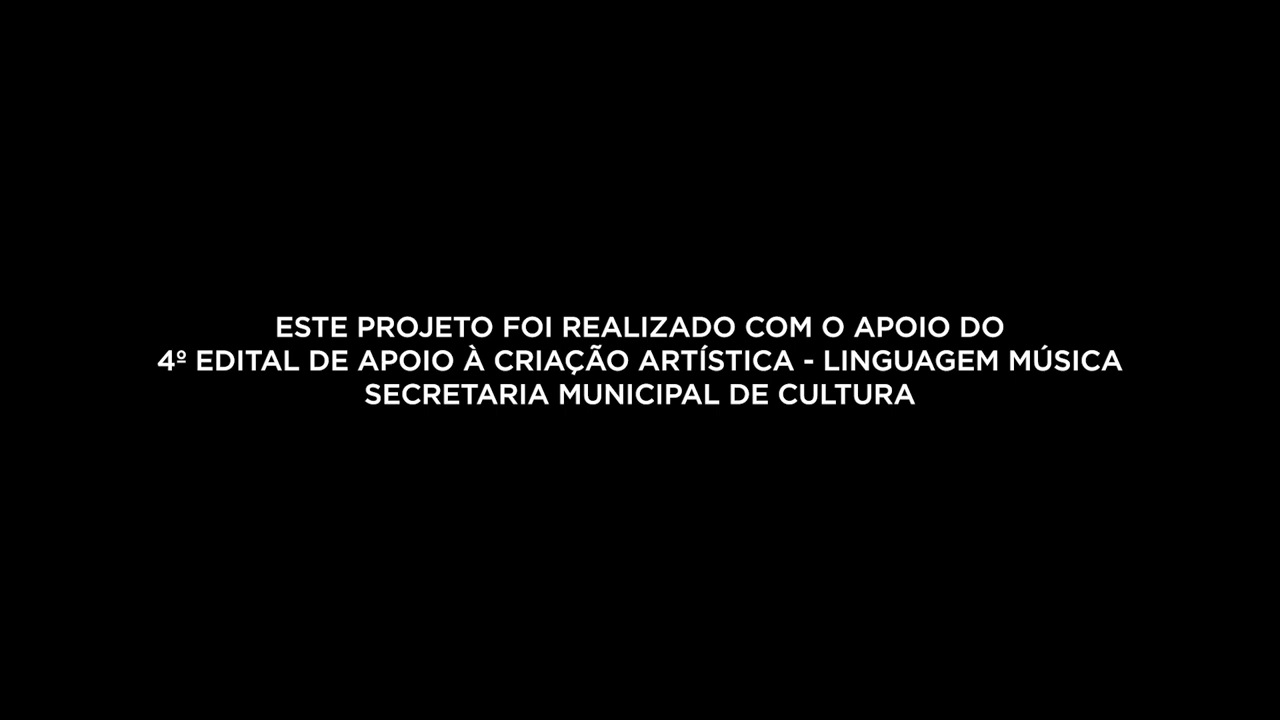 ESTE PROJETO FOI REALIZADO COM O APOIO DO
4º EDITAL DE APOIO À CRIAÇÃO ARTÍSTICA - LINGUAGEM MÚSICA
SECRETARIA MUNICIPAL DE CULTURA